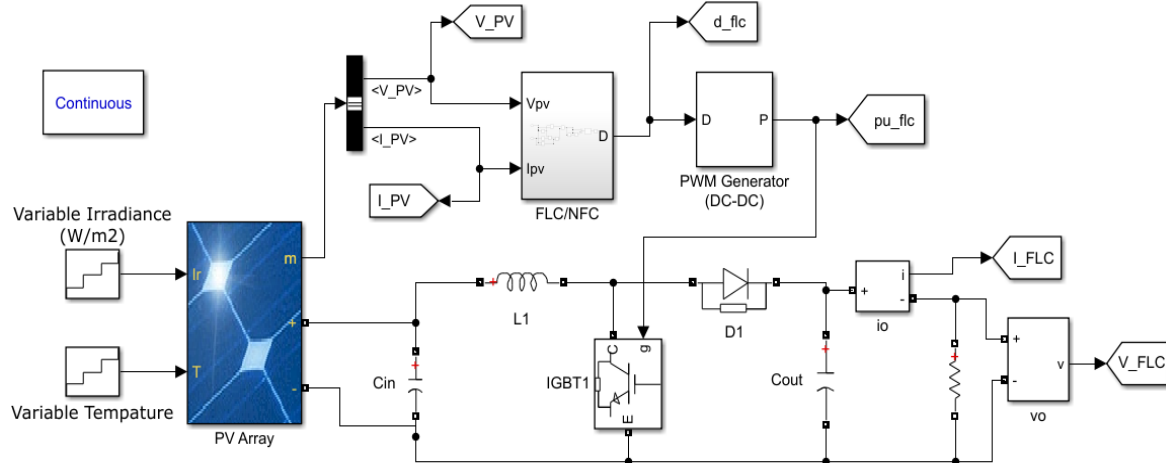 V_PV
d_flc
Continuous
<V_PV>
Vpv
D
D
P
pu_flc
<I_PV>
Ipv
I_PV
FLC/NFC
PWM Generator
(DC-DC)
Variable Irradiance
(W/m2)
Ir
m
+
-
T
Variable Tempature
PV Array
+
Cin
+
L1
C
g
E
IGBT1
D1
+
Cout
+
i
-
io
I_FLC
+
+
-
v
vo
V_FLC